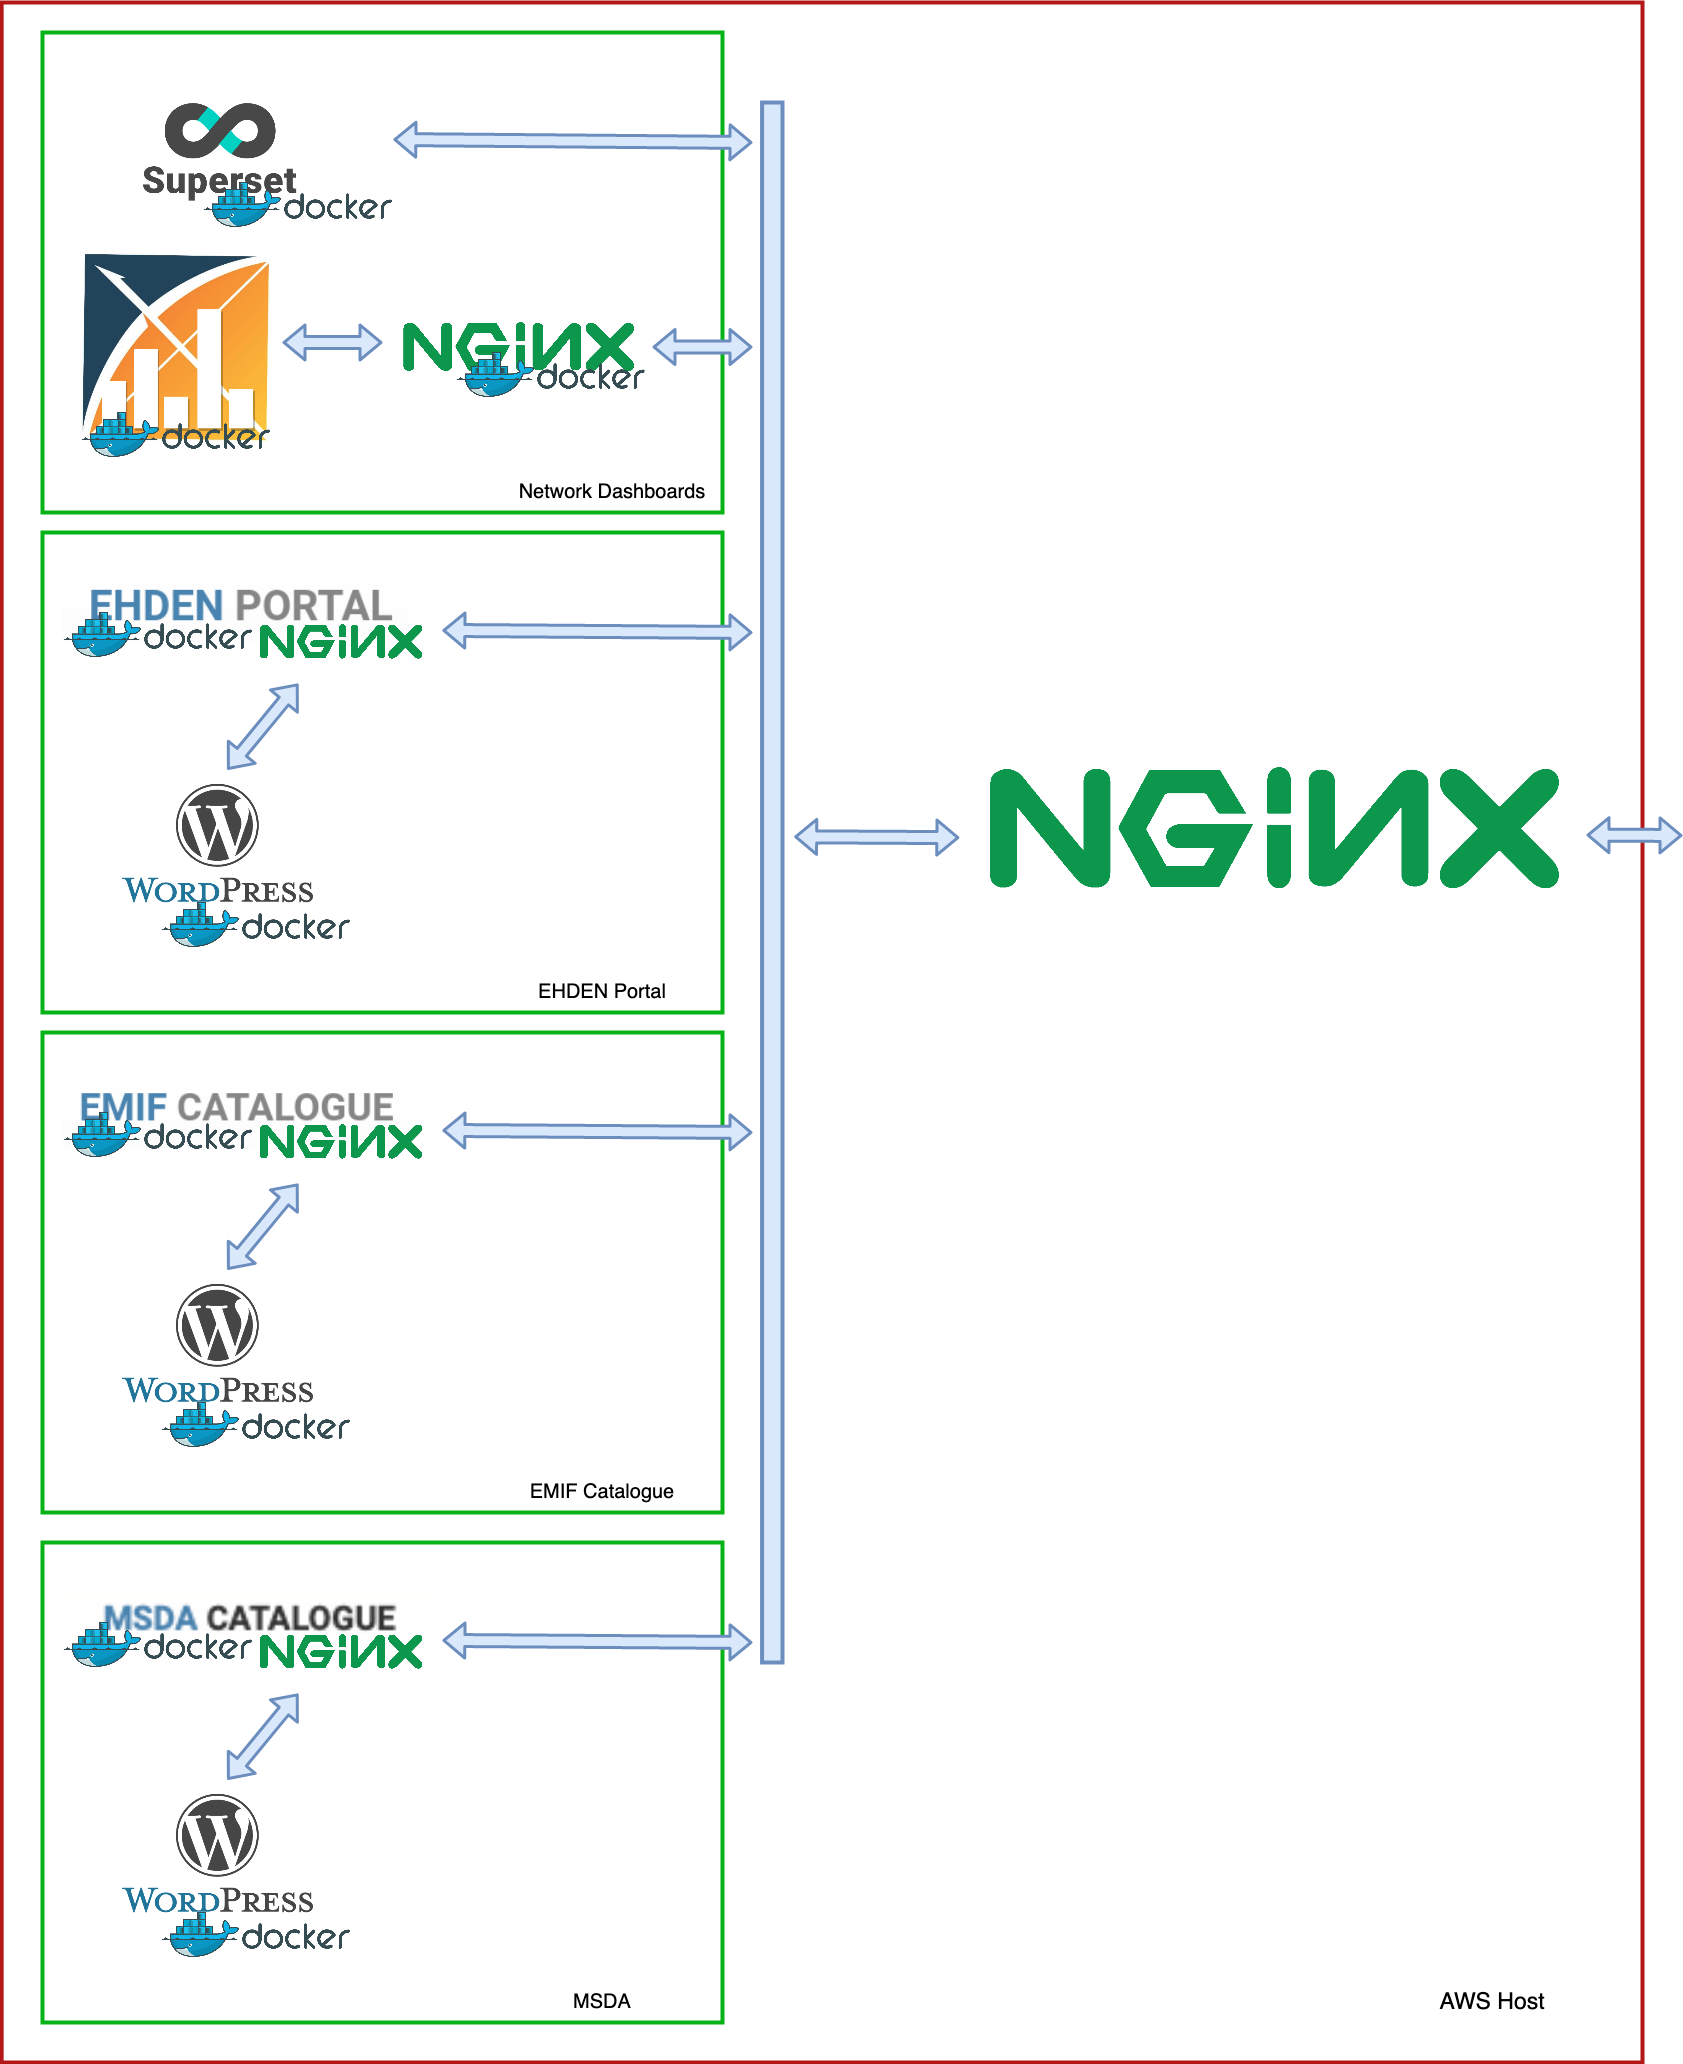 Superset
docker
NGiNX
docker
docker
Network Dashboards
EHDEN PORTAL
docker NGiNX
WORDPRESS
docker
EHDEN Portal
NGiNX
EMIF CATALOGUE
docker NGiNX
WORDPRESS
docker
EMIF Catalogue
MSDA CATALOGUE
docker NGiNX
WORDPRESS
docker
MSDA
AWS Host